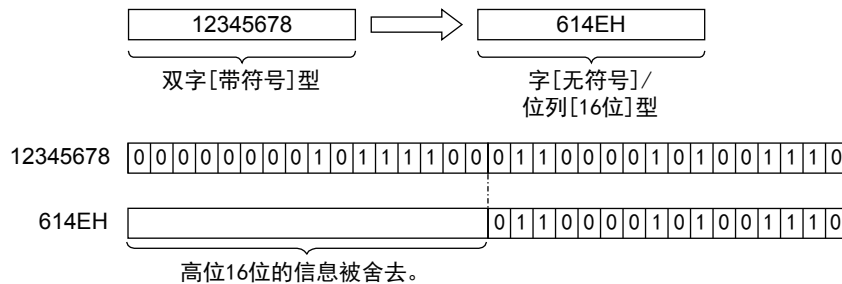 12345678 614EH
双字[带符号]型 字[无符号]/
位列[16位]型
12345678 0 0 0 0 0 0 0 0 1 0 1 1 1 1 0 0 0 1 1 0 0 0 0 1 0 1 0 0 1 1 1 0
614EH 0 1 1 0 0 0 0 1 0 1 0 0 1 1 1 0
高位16位的信息被舍去。